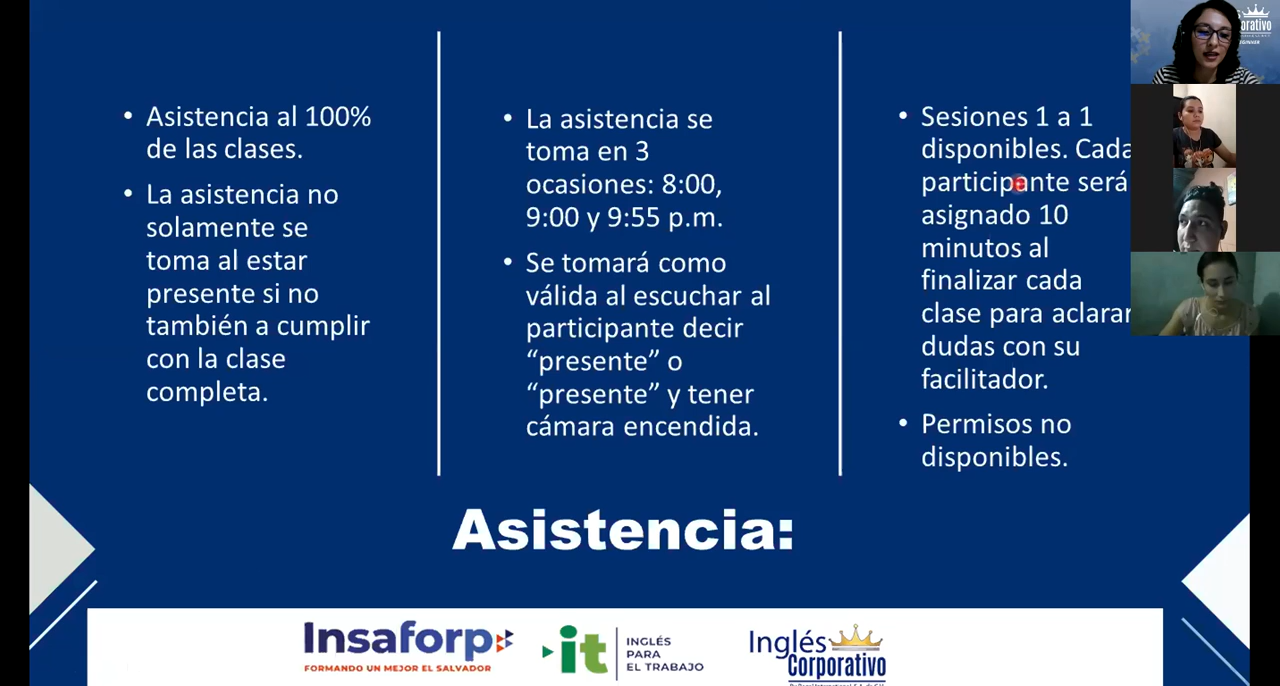 • Asistencia al 100%
de las clases.
• La asistencia no
solamente se
toma al estar
presente si no
también a cumplir
con la clase
completa.
• La asistencia se
toma en 3
ocasiones: 8:00,
9:00 y 9:55 p.m.
• Se tomará como
válida al escuchar al
participante decir
“presente” o
“presente” y tener
cámara encendida.
• Sesiones 1 a 1
disponibles. Cada
participante será
asignado 10
minutos al
finalizar cada
clase para aclarar
dudas con su
facilitador.
• Permisos no
disponibles.
Asistencia:
Insaforp
FORMANDO UN MEJOR EL SALVADOR
it
INGLÉS
PARA
EL TRABAJO
Inglés
Corporativo